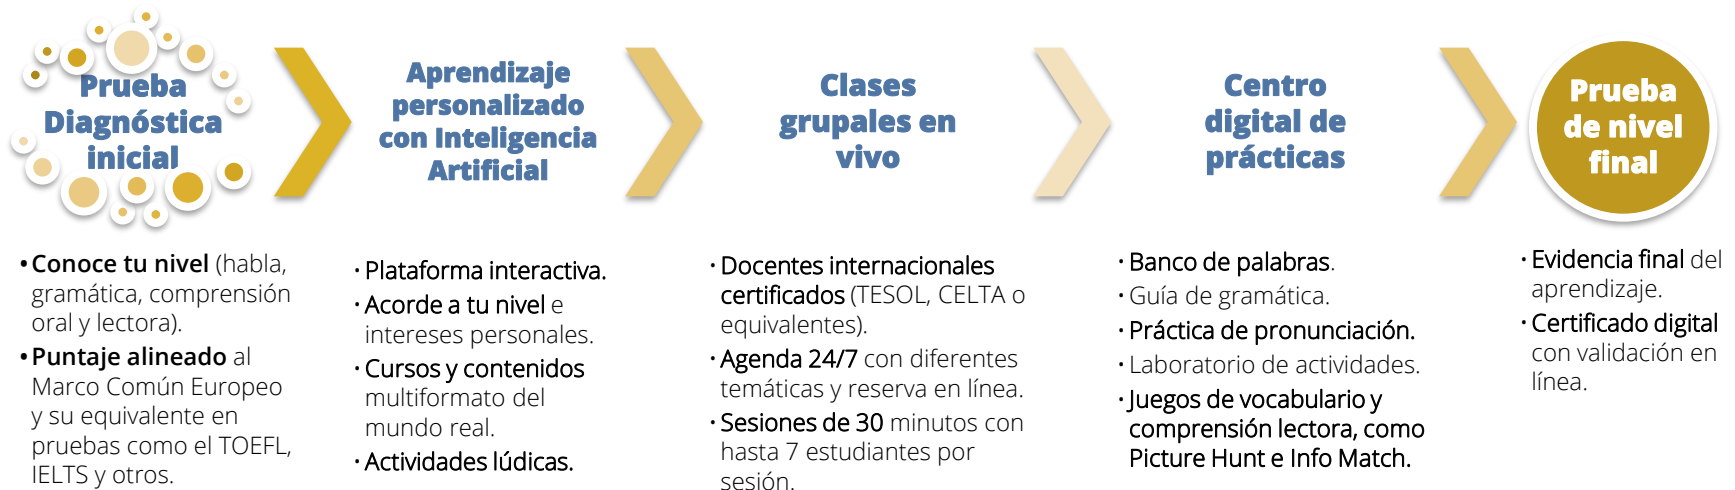 Prueba
Diagnóstica
inicial
Aprendizaje
personalizado
con Inteligencia
Artificial
Clases
grupales en
vivo
Centro
digital de
prácticas
Prueba
de nivel
final
• Conoce tu nivel (habla,
gramática, comprensión
oral y lectora).
• Puntaje alineado al
Marco Común Europeo
y su equivalente en
pruebas como el TOEFL,
IELTS y otros.
· Plataforma interactiva.
· Acorde a tu nivel e
intereses personales.
· Cursos y contenidos
multiformato del
mundo real.
· Actividades lúdicas.
· Docentes internacionales
certificados (TESOL, CELTA o
equivalentes).
· Agenda 24/7 con diferentes
temáticas y reserva en línea.
· Sesiones de 30 minutos con
hasta 7 estudiantes por
sesión.
· Banco de palabras.
· Guía de gramática.
· Práctica de pronunciación.
· Laboratorio de actividades.
· Juegos de vocabulario y
comprensión lectora, como
Picture Hunt e Info Match.
· Evidencia final del
aprendizaje.
· Certificado digital
con validación en
línea.